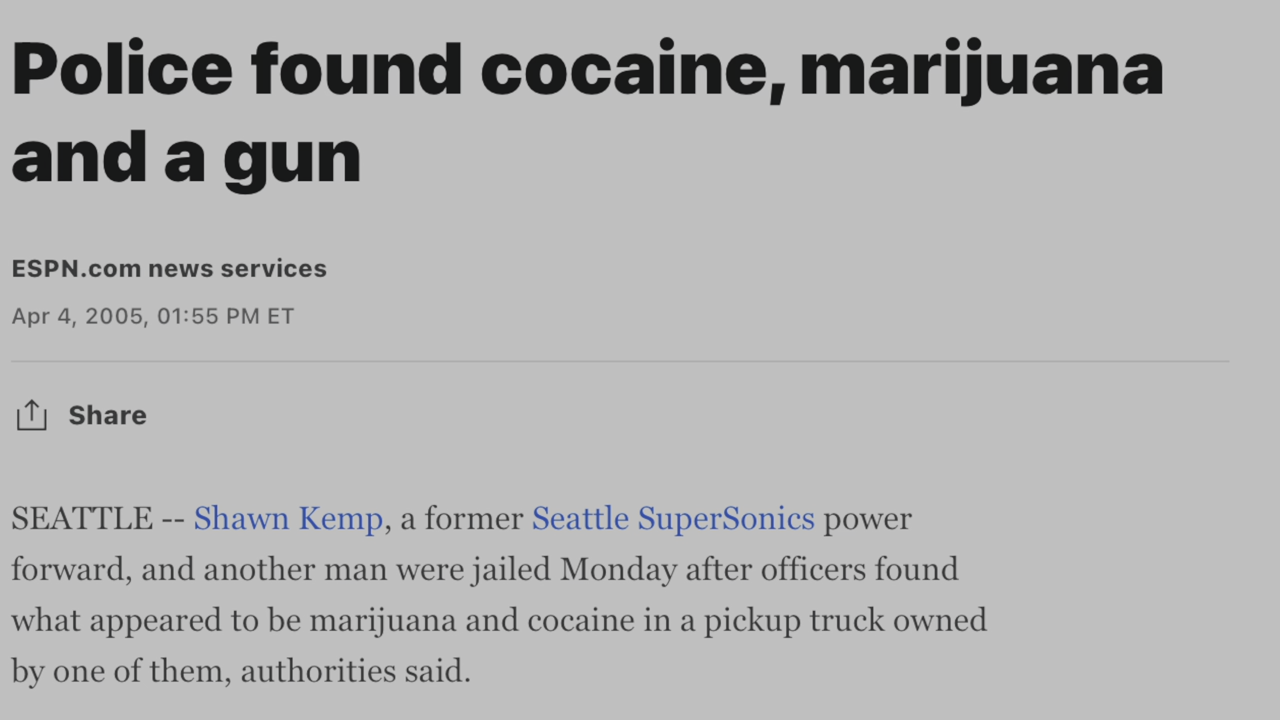 Police found cocaine, marijuana
and a gun
ESPN.com news services
Apr 4, 2005, 01:55 PM ET
Share
SEATTLE -- Shawn Kemp, a former Seattle SuperSonics power
forward, and another man were jailed Monday after officers found
what appeared to be marijuana and cocaine in a pickup truck owned
by one of them, authorities said.